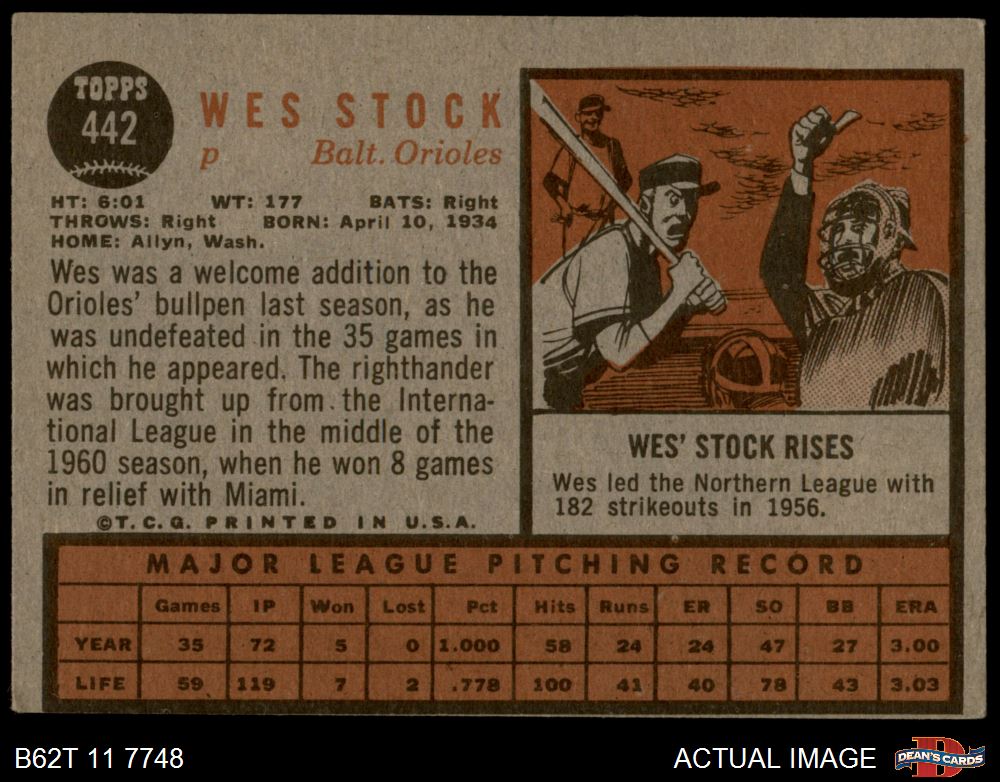 TOPPS
442
WES STOCK
p Balt. Orioles
HT: 6:01 WT: 177 BATS: Right
THROWS: Right BORN: April 10, 1934
HOME: Allyn, Wash.
Wes was a welcome addition to the
Orioles' bullpen last season, as he
was undefeated in the 35 games in
which he appeared. The righthander
was brought up from the Interna-
tional League in the middle of the
1960 season, when he won 8 games
in relief with Miami.
©T.C.G. PRINTED IN U.S.A.
WES' STOCK RISES
Wes led the Northern League with
182 strikeouts in 1956.
MAJOR LEAGUE PITCHING RECORD
Games IP Won Lost Pct Hits Runs ER SO BB ERA
YEAR 35 72 5 0 1.000 58 24 24 47 27 3.00
LIFE 59 119 7 2 .778 100 41 40 78 43 3.03
B62T 11 7748 ACTUAL IMAGE
D
DEAN'S CARDS